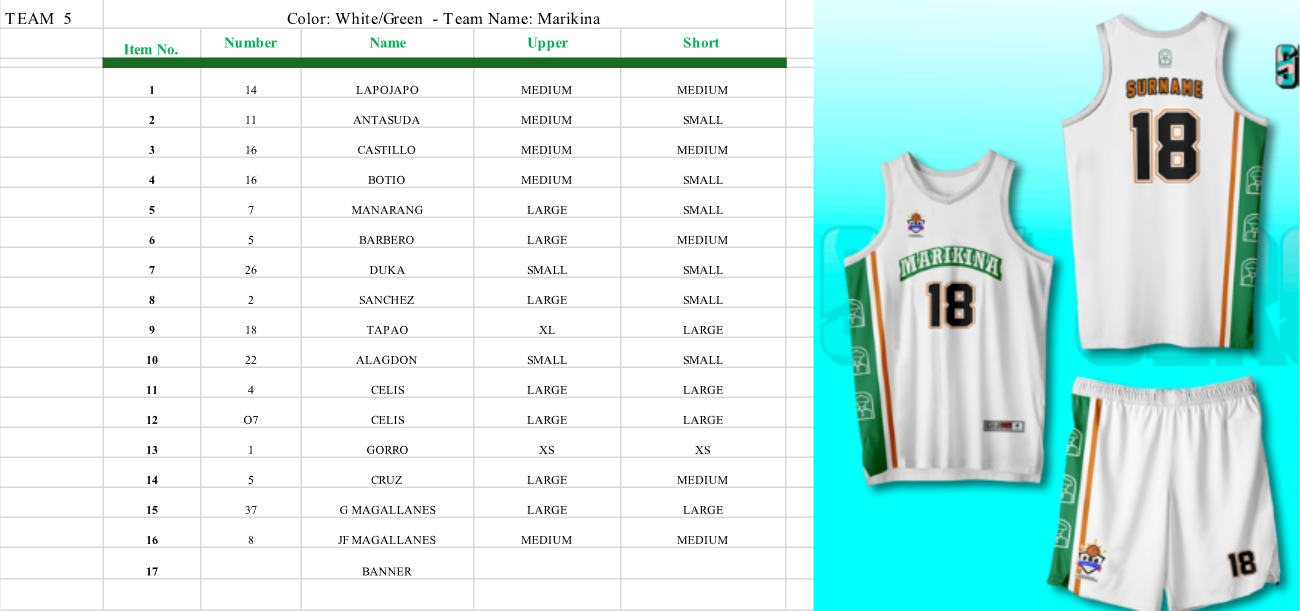 TEAM 5 Color: White/Green - Team Name: Marikina
Item No. Number Name Upper Short
1 14 LAPOJAPO MEDIUM MEDIUM
2 11 ANTASUDA MEDIUM SMALL
3 16 CASTILLO MEDIUM MEDIUM
4 16 BOTIO MEDIUM SMALL
5 7 MANARANG LARGE SMALL
6 5 BARBERO LARGE MEDIUM
7 26 DUKA SMALL SMALL
8 2 SANCHEZ LARGE SMALL
9 18 TAPAO XL LARGE
10 22 ALAGDON SMALL SMALL
11 4 CELIS LARGE LARGE
12 O7 CELIS LARGE LARGE
13 1 GORRO XS XS
14 5 CRUZ LARGE MEDIUM
15 37 G MAGALLANES LARGE LARGE
16 8 JF MAGALLANES MEDIUM MEDIUM
17 BANNER
SURNAME
18
MARIKINA
18
18